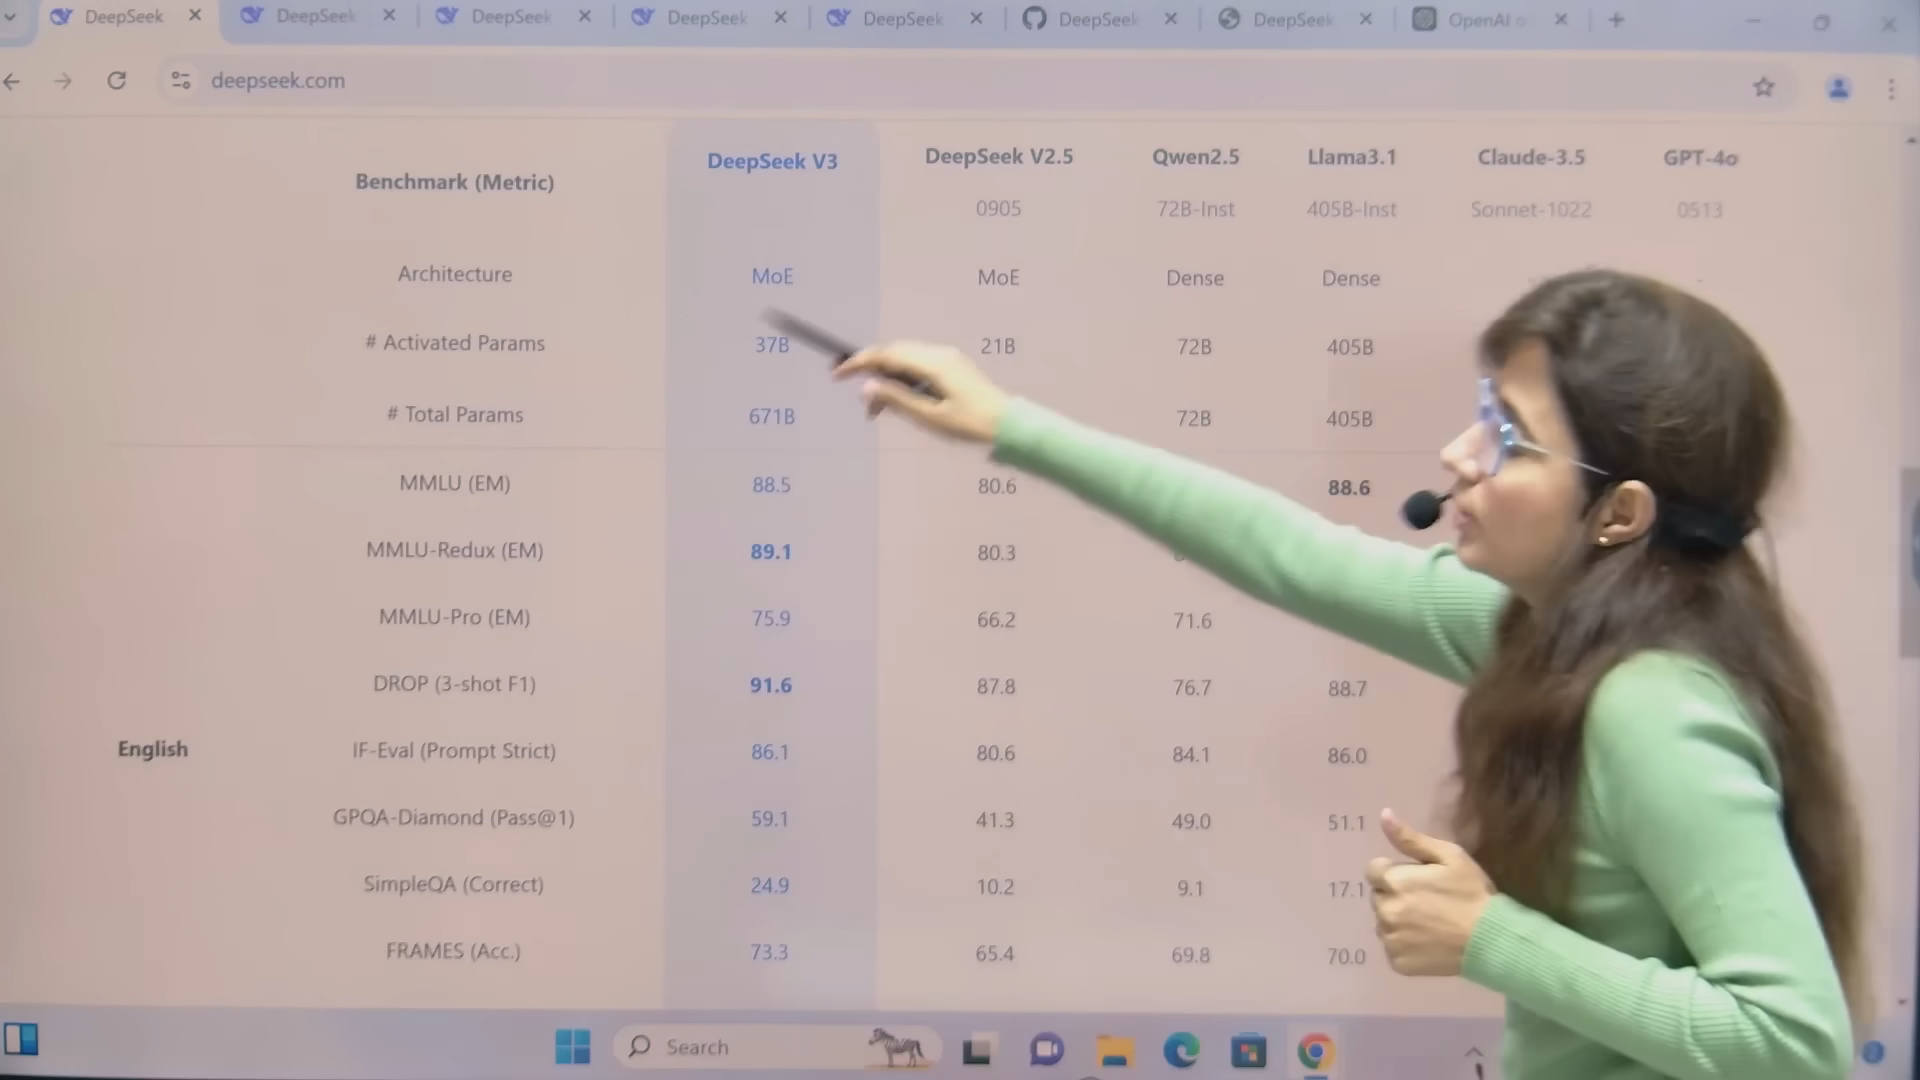 DeepSeek DeepSeek DeepSeek DeepSeek DeepSeek DeepSeek DeepSeek OpenAI o
deepseek.com
Benchmark (Metric) DeepSeek V3 DeepSeek V2.5 Qwen2.5 Llama3.1 Claude-3.5 GPT-4o
0905 72B-Inst 405B-Inst Sonnet-1022 0513
Architecture MoE MoE Dense Dense -
# Activated Params 37B 21B 72B 405B
# Total Params 671B 72B 405B
MMLU (EM) 88.5 80.6 88.6
MMLU-Redux (EM) 89.1 80.3
MMLU-Pro (EM) 75.9 66.2 71.6
DROP (3-shot F1) 91.6 87.8 76.7 88.7
English IF-Eval (Prompt Strict) 86.1 80.6 84.1 86.0
GPQA-Diamond (Pass@1) 59.1 41.3 49.0 51.1
SimpleQA (Correct) 24.9 10.2 9.1 17.1
FRAMES (Acc.) 73.3 65.4 69.8 70.0
Search